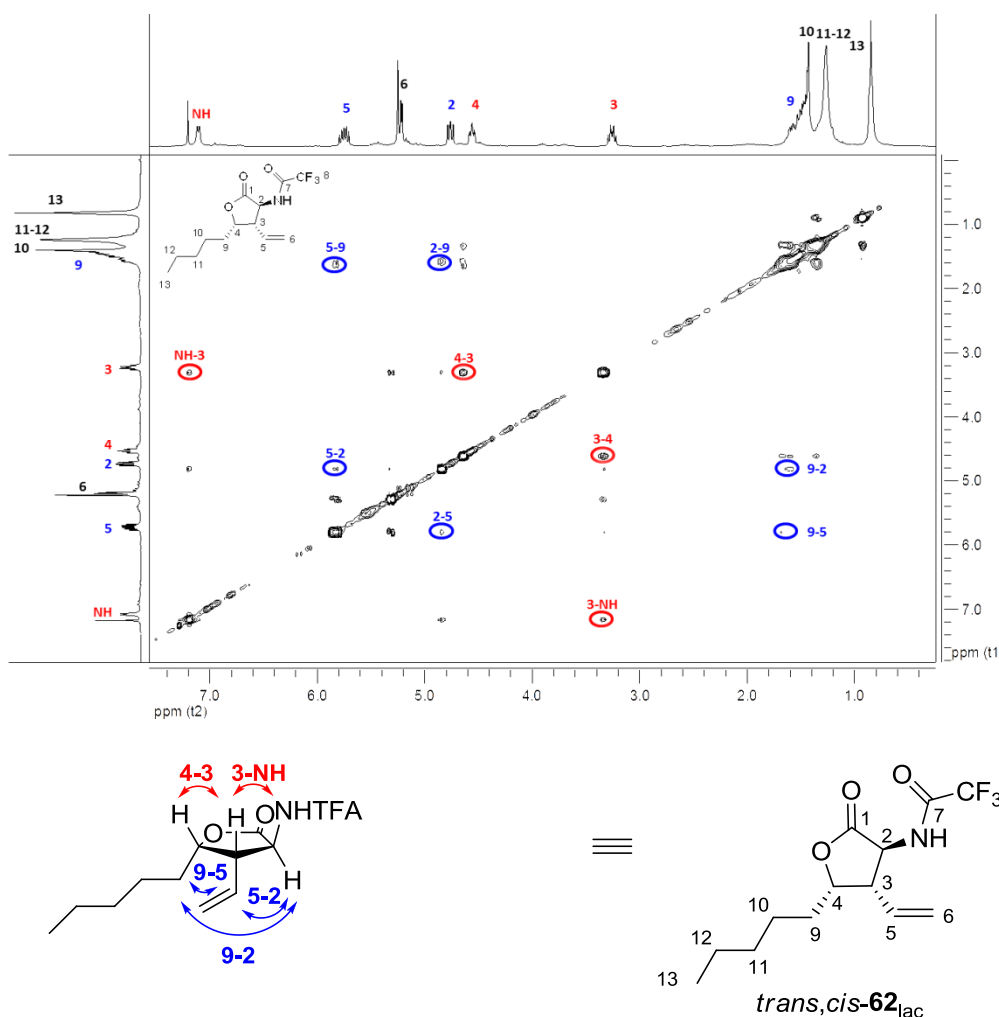 10 11-12 13
6
5 2 4 3 9
NH
O CF3 8
7
1 O NH
2
O 3
4
12 10 9 5 6
11
13
13
11-12
10
9
3
4
2
6
5
NH
5-9 2-9
NH-3 4-3
3-4
5-2 9-2
2-5 9-5
3-NH
1.0
2.0
3.0
4.0
5.0
6.0
7.0
ppm (t1
7.0 6.0 5.0 4.0 3.0 2.0 1.0
ppm (t2)
4-3 3-NH
H H O NHTFA
O
9-5 H
5-2
9-2
O CF3
O 7
1 N
2 H
O 3
4
10 6
12 9 5
11
13
trans,cis-62lac